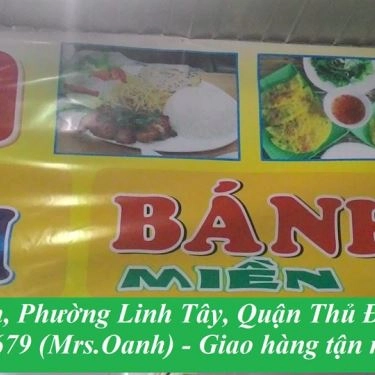 BÁNH
MIỀN
Phường Linh Tây, Quận Thủ
679 (Mrs.Oanh) - Giao hàng tận